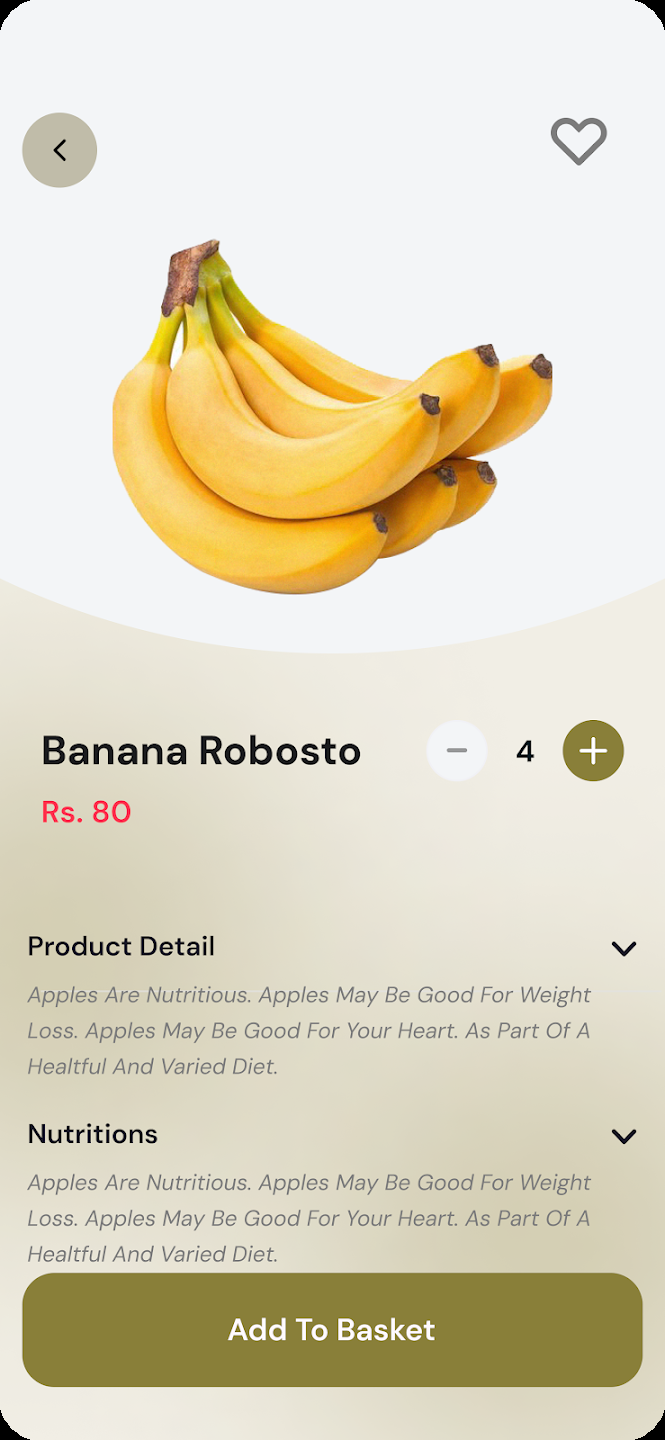 Banana Robosto
4
Rs. 80
Product Detail
Apples Are Nutritious. Apples May Be Good For Weight
Loss. Apples May Be Good For Your Heart. As Part Of A
Healtful And Varied Diet.
Nutritions
Apples Are Nutritious. Apples May Be Good For Weight
Loss. Apples May Be Good For Your Heart. As Part Of A
Healtful And Varied Diet.
Add To Basket